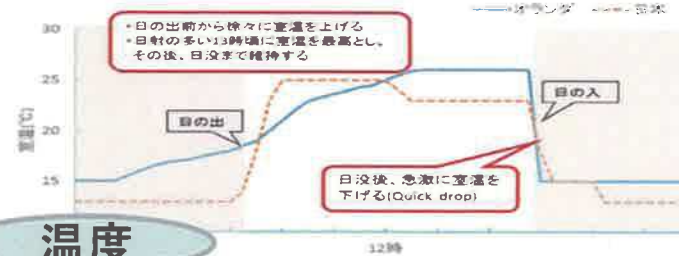 オランダ
日本
・日の出前から徐々に室温を上げる
・日射の多い13時頃に室温を最高とし、
その後、日没まで維持する
30
25
20
15
室温(℃)
日の出
日の入
日没後、急激に室温を
下げる(Quick drop)
12時
温度